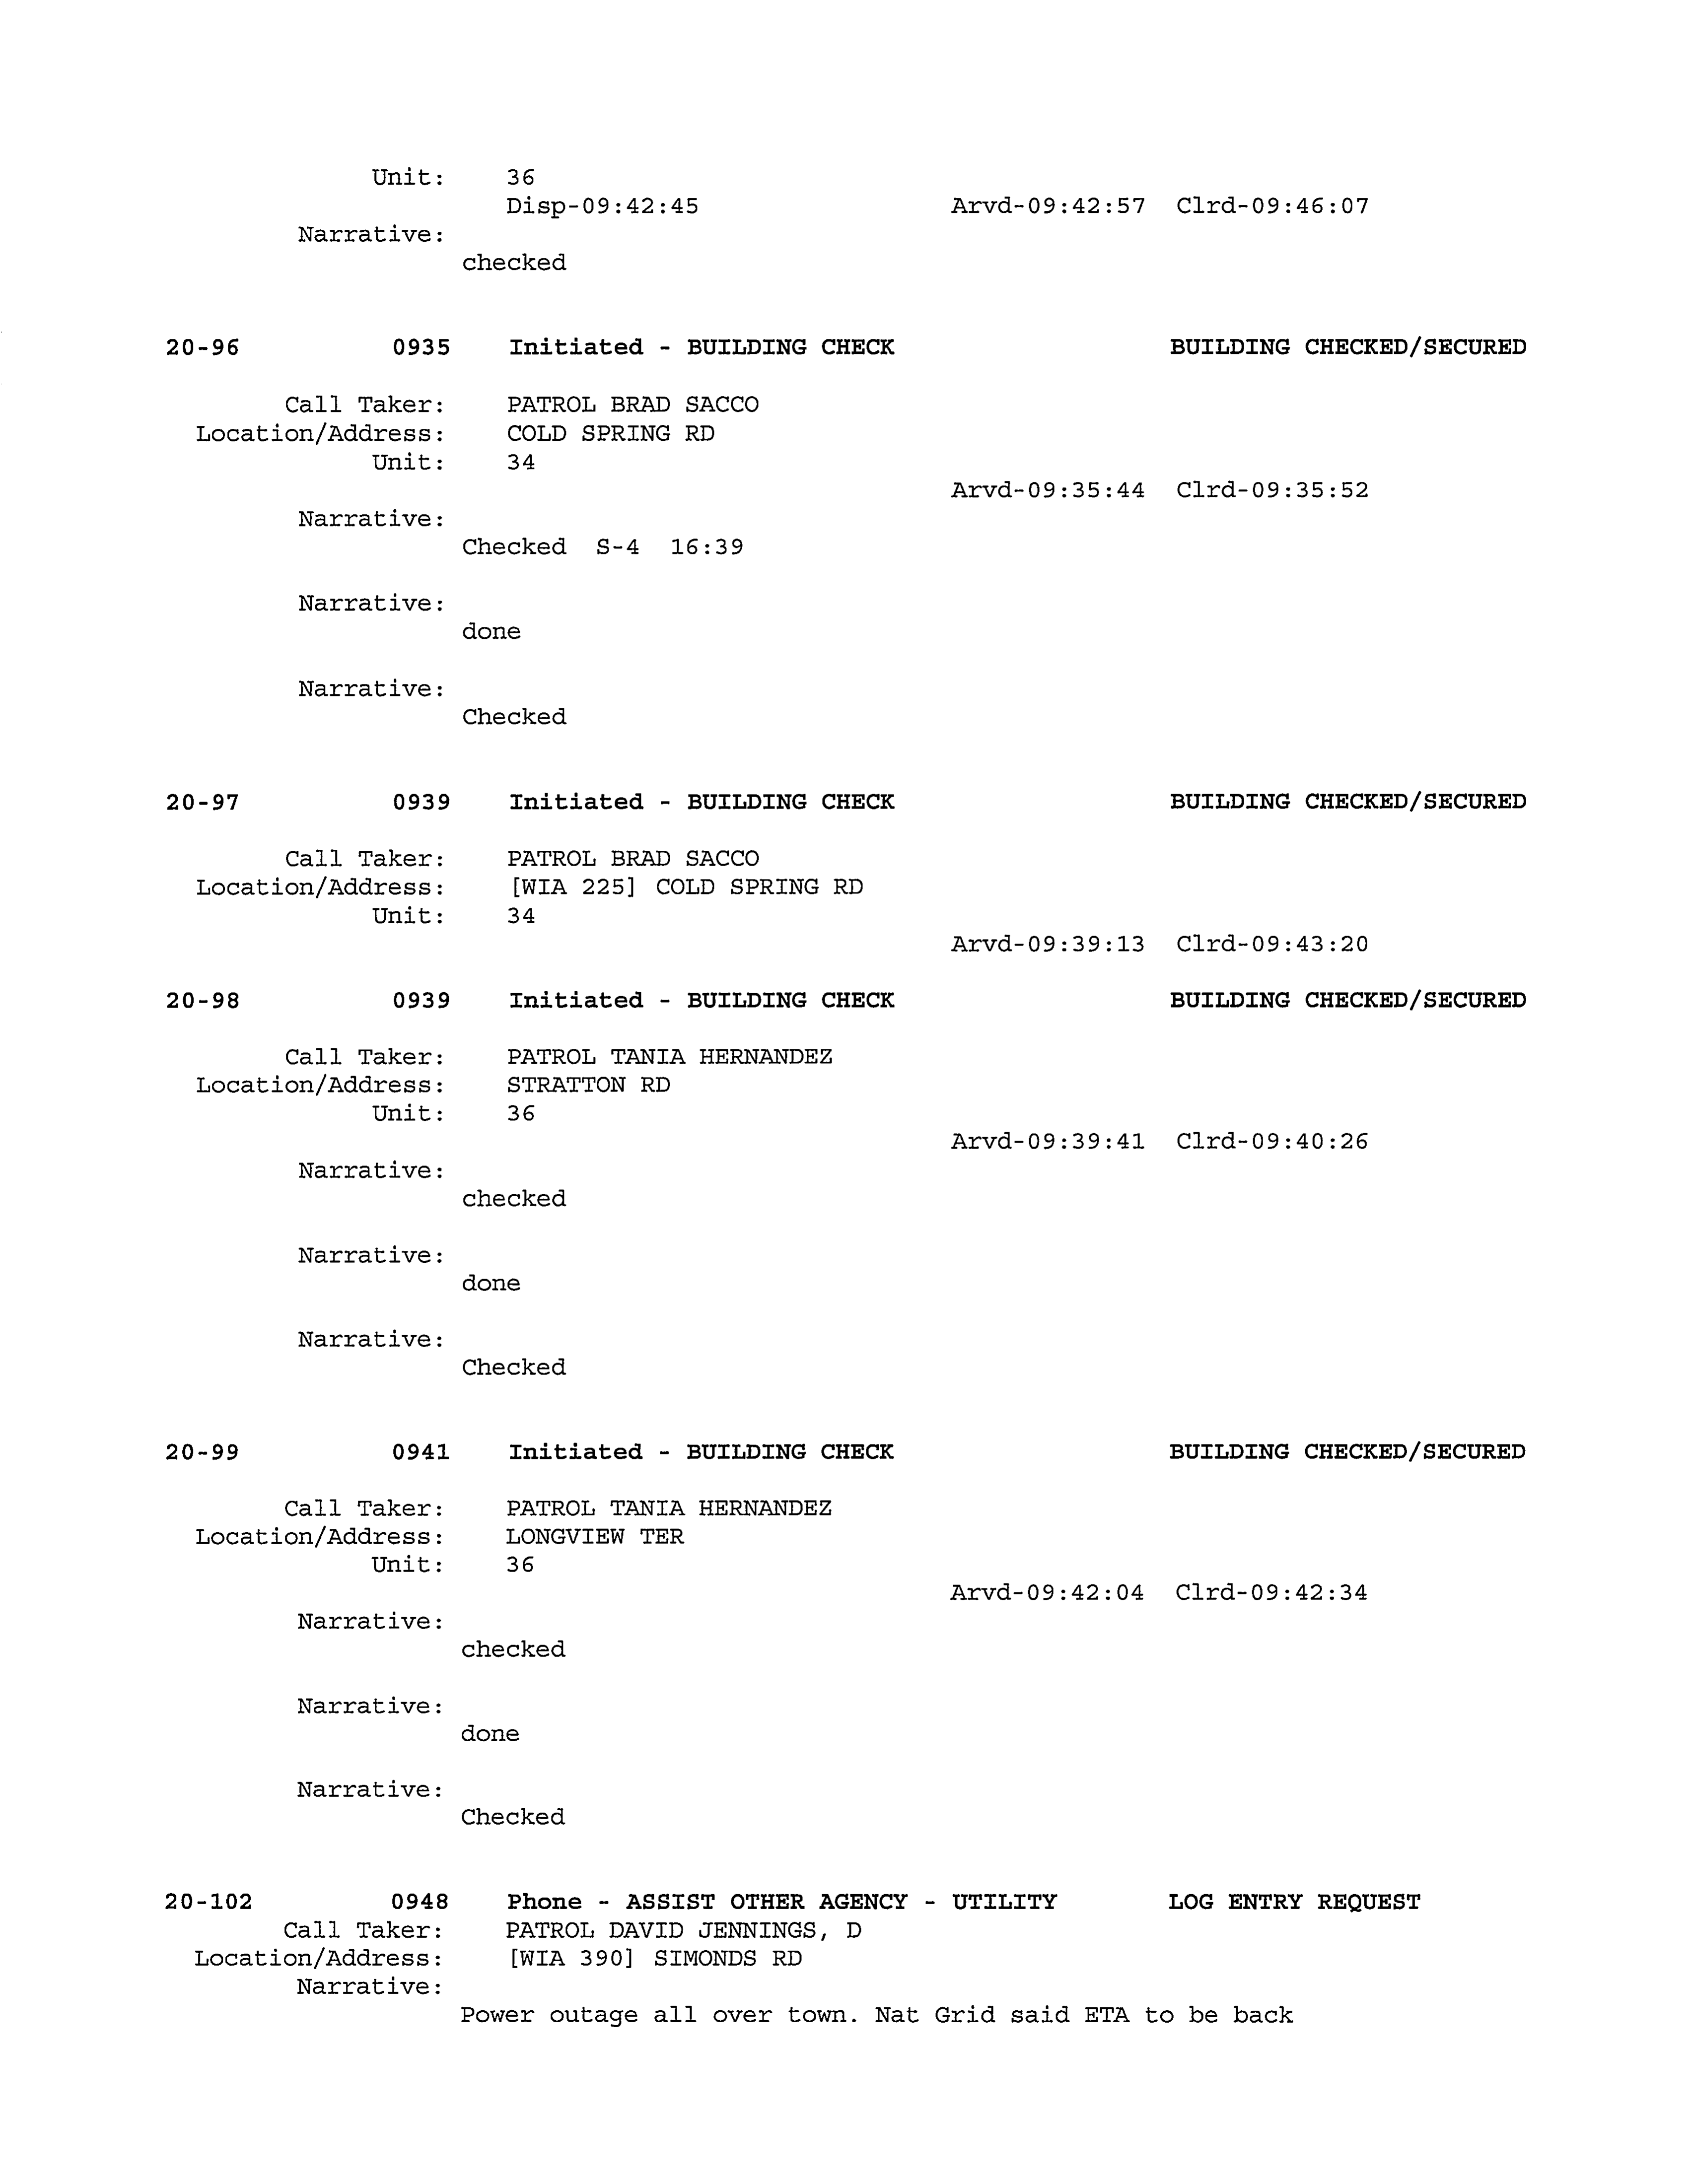 Unit: 36
Disp-09:42:45 Arvd-09:42:57 Clrd-09:46:07
Narrative:
checked
20-96 0935 Initiated - BUILDING CHECK BUILDING CHECKED/SECURED
Call Taker: PATROL BRAD SACCO
Location/Address: COLD SPRING RD
Unit: 34
Arvd-09:35:44 Clrd-09:35:52
Narrative:
Checked S-4 16:39
Narrative:
done
Narrative:
Checked
20-97 0939 Initiated - BUILDING CHECK BUILDING CHECKED/SECURED
Call Taker: PATROL BRAD SACCO
Location/Address: [WIA 225] COLD SPRING RD
Unit: 34
Arvd-09:39:13 Clrd-09:43:20
20-98 0939 Initiated - BUILDING CHECK BUILDING CHECKED/SECURED
Call Taker: PATROL TANIA HERNANDEZ
Location/Address: STRATTON RD
Unit: 36
Arvd-09:39:41 Clrd-09:40:26
Narrative:
checked
Narrative:
done
Narrative:
Checked
20-99 0941 Initiated - BUILDING CHECK BUILDING CHECKED/SECURED
Call Taker: PATROL TANIA HERNANDEZ
Location/Address: LONGVIEW TER
Unit: 36
Arvd-09:42:04 Clrd-09:42:34
Narrative:
checked
Narrative:
done
Narrative:
Checked
20-102 0948 Phone - ASSIST OTHER AGENCY - UTILITY LOG ENTRY REQUEST
Call Taker: PATROL DAVID JENNINGS, D
Location/Address: [WIA 390] SIMONDS RD
Narrative:
Power outage all over town. Nat Grid said ETA to be back